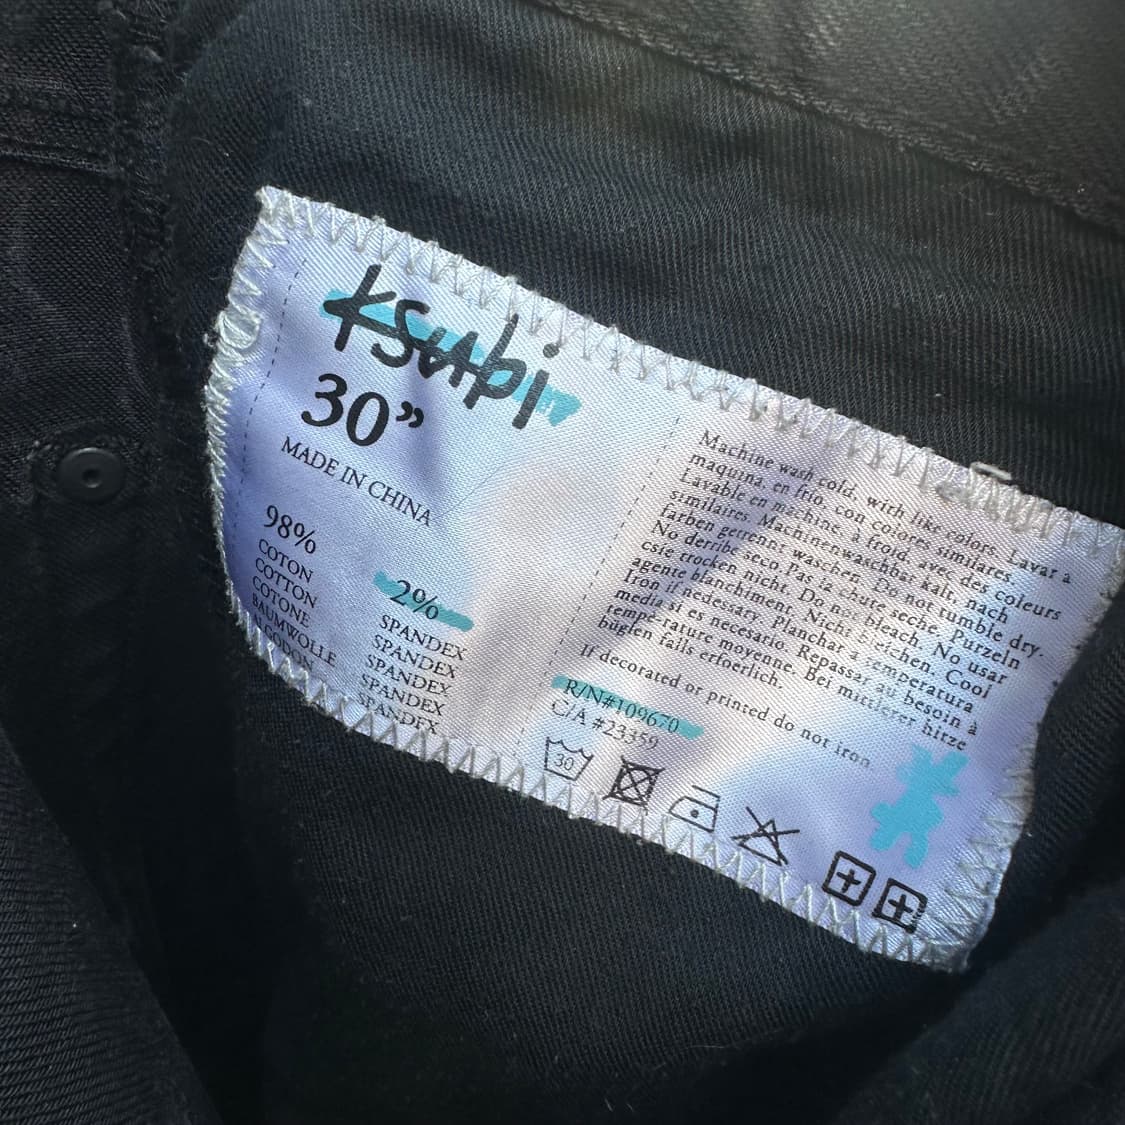 ksubi
30”
MADE IN CHINA
98%
COTON
COTTON
COTONE
BAUMWOLLE
ALGODON
2%
SPANDEX
SPANDEX
SPANDEX
SPANDEX
SPANDEX
Machine wash cold, with like colors. Lavar a
maquina, en frio, con colores similares.
Lavable en machine, à froid, avec des coleurs
similaires. Machinenwaschbar kalt, nach
farben getrennt waschen. Do not tumble dry.
No derribe seco. Pas la chute seche. Purzeln
csie trocken nicht. Do not bleach. No usar
agente blanchiment. Nicht bleichen. Cool
Iron if necessary. Planchar a temperatura
media si es necesario. Repassar au besoin à
tempé-rature moyenne. Bei mittlerer hitze
büglen fails erfoerlich.
If decorated or printed do not iron.
R/N#109670
C/A #23359
30